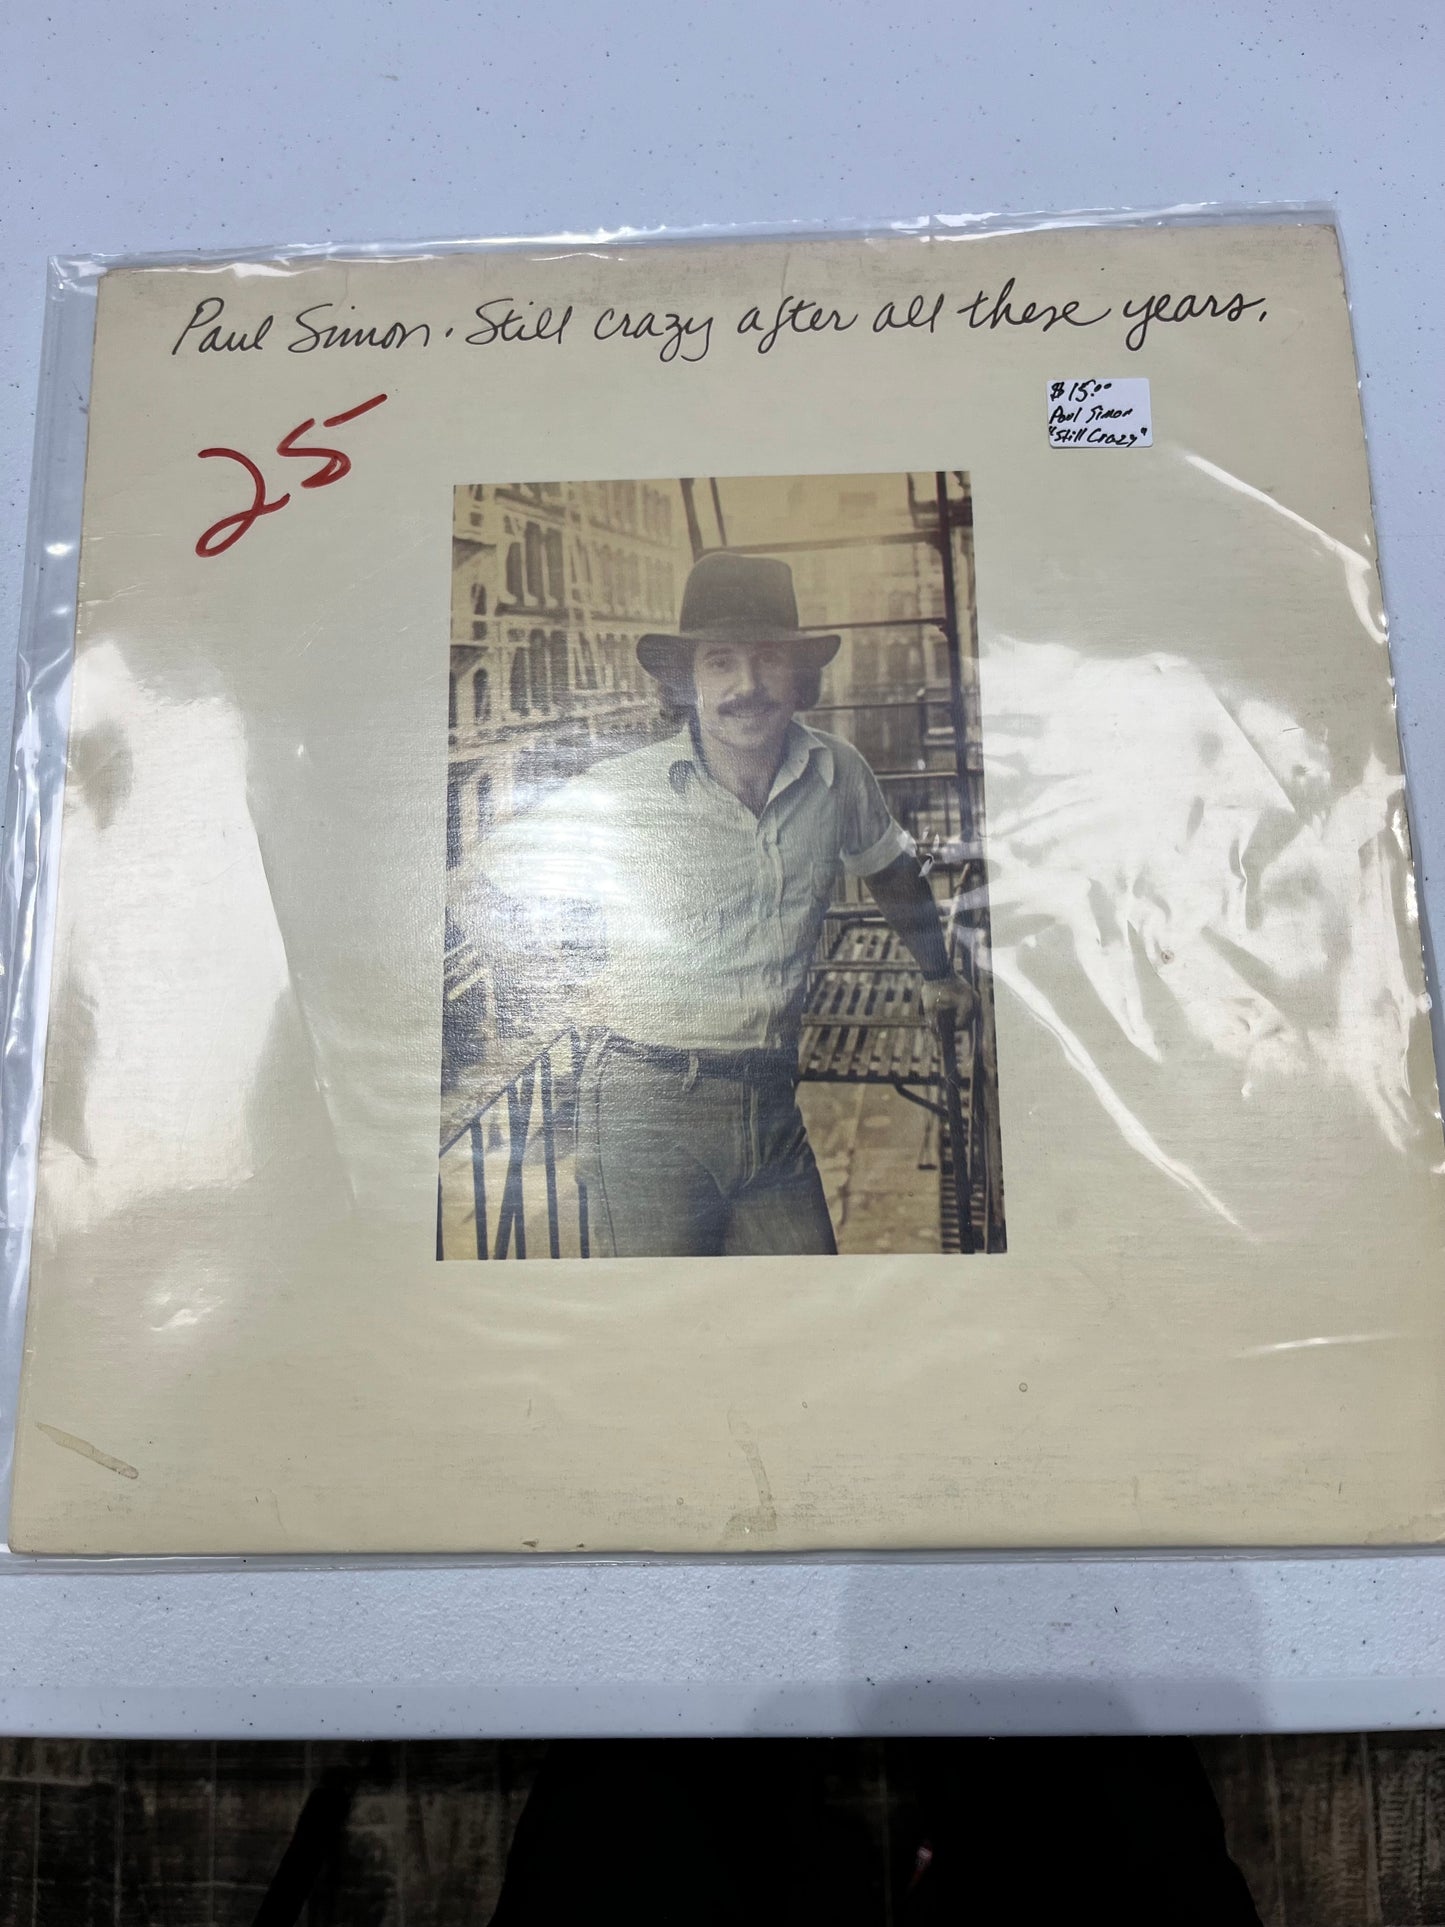 Paul Simon. Still crazy after all these years.
25
$15.00
Paul Simon
"Still Crazy"